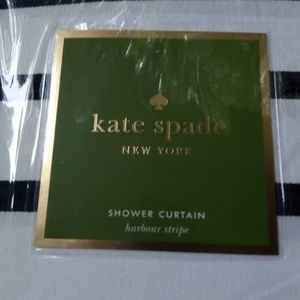 kate spade
NEW YORK
SHOWER CURTAIN
harbour stripe